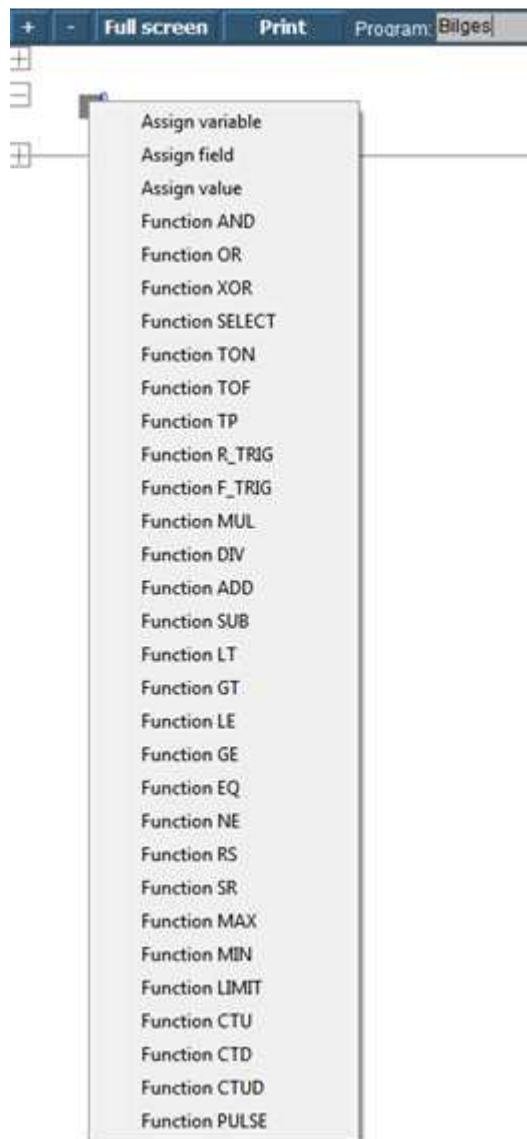 + - Full screen Print Program: Bilges
Assign variable
Assign field
Assign value
Function AND
Function OR
Function XOR
Function SELECT
Function TON
Function TOF
Function TP
Function R_TRIG
Function F_TRIG
Function MUL
Function DIV
Function ADD
Function SUB
Function LT
Function GT
Function LE
Function GE
Function EQ
Function NE
Function RS
Function SR
Function MAX
Function MIN
Function LIMIT
Function CTU
Function CTD
Function CTUD
Function PULSE